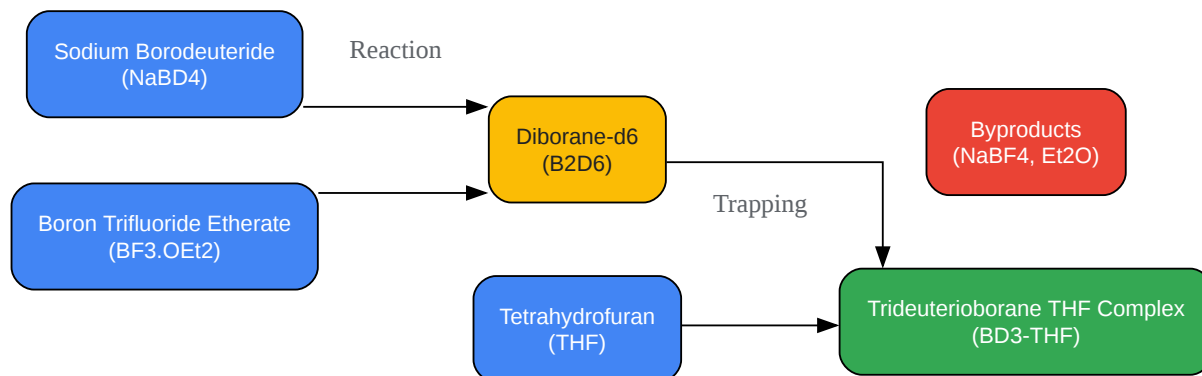 Sodium Borodeuteride
(NaBD4)
Reaction
Diborane-d6
(B2D6)
Byproducts
(NaBF4, Et2O)
Boron Trifluoride Etherate
(BF3.OEt2)
Trapping
Tetrahydrofuran
(THF)
Trideuterioborane THF Complex
(BD3-THF)